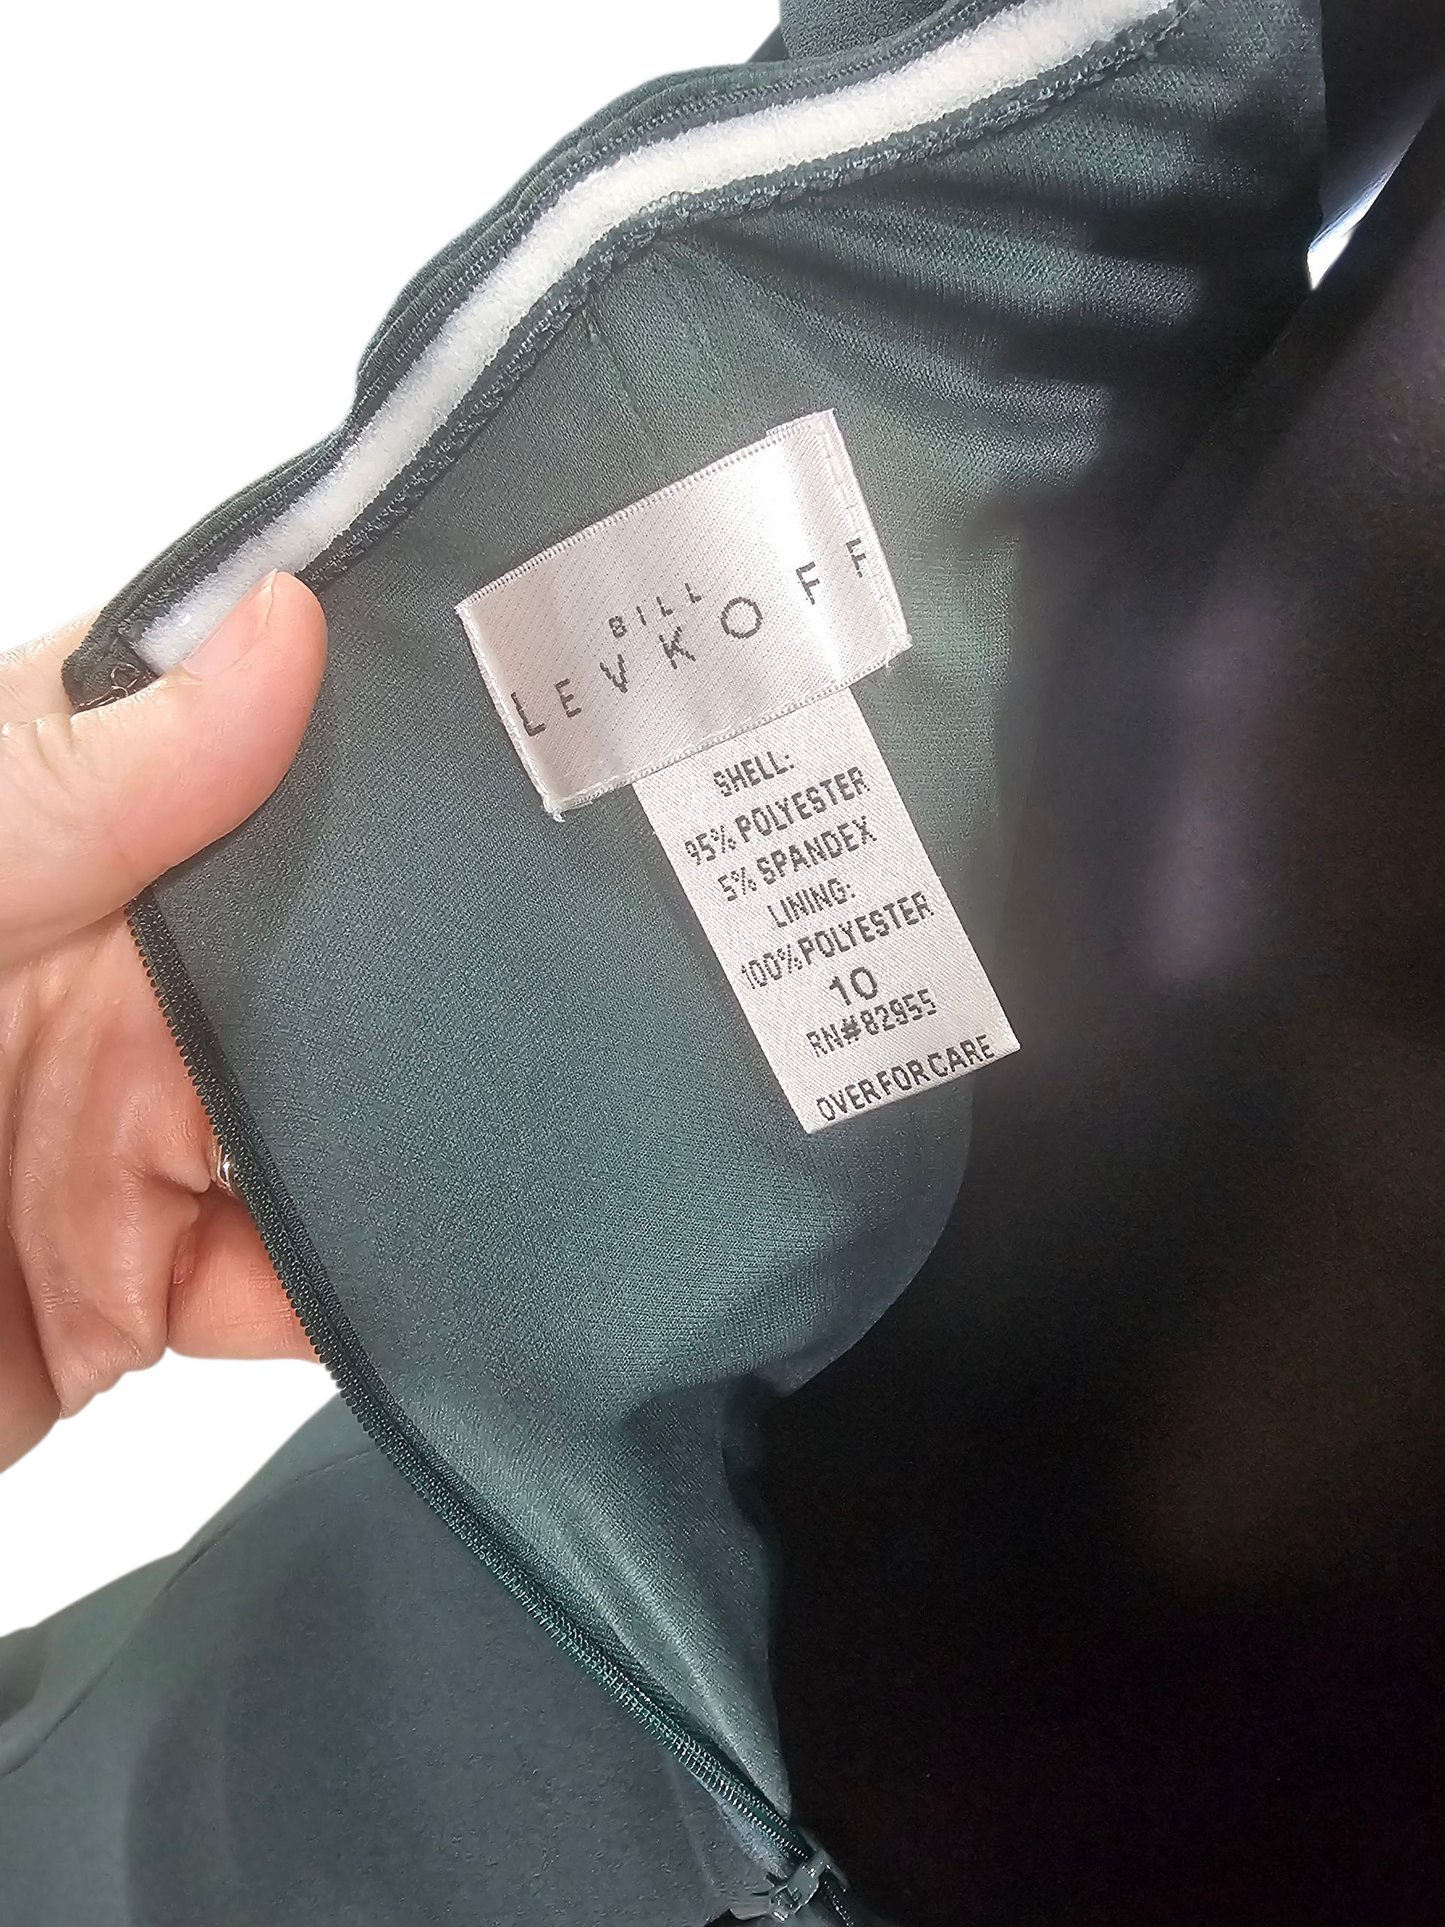 BILL
LEVKOFF
SHELL:
95% POLYESTER
5% SPANDEX
LINING:
100% POLYESTER
10
RN#82955
OVER FOR CARE